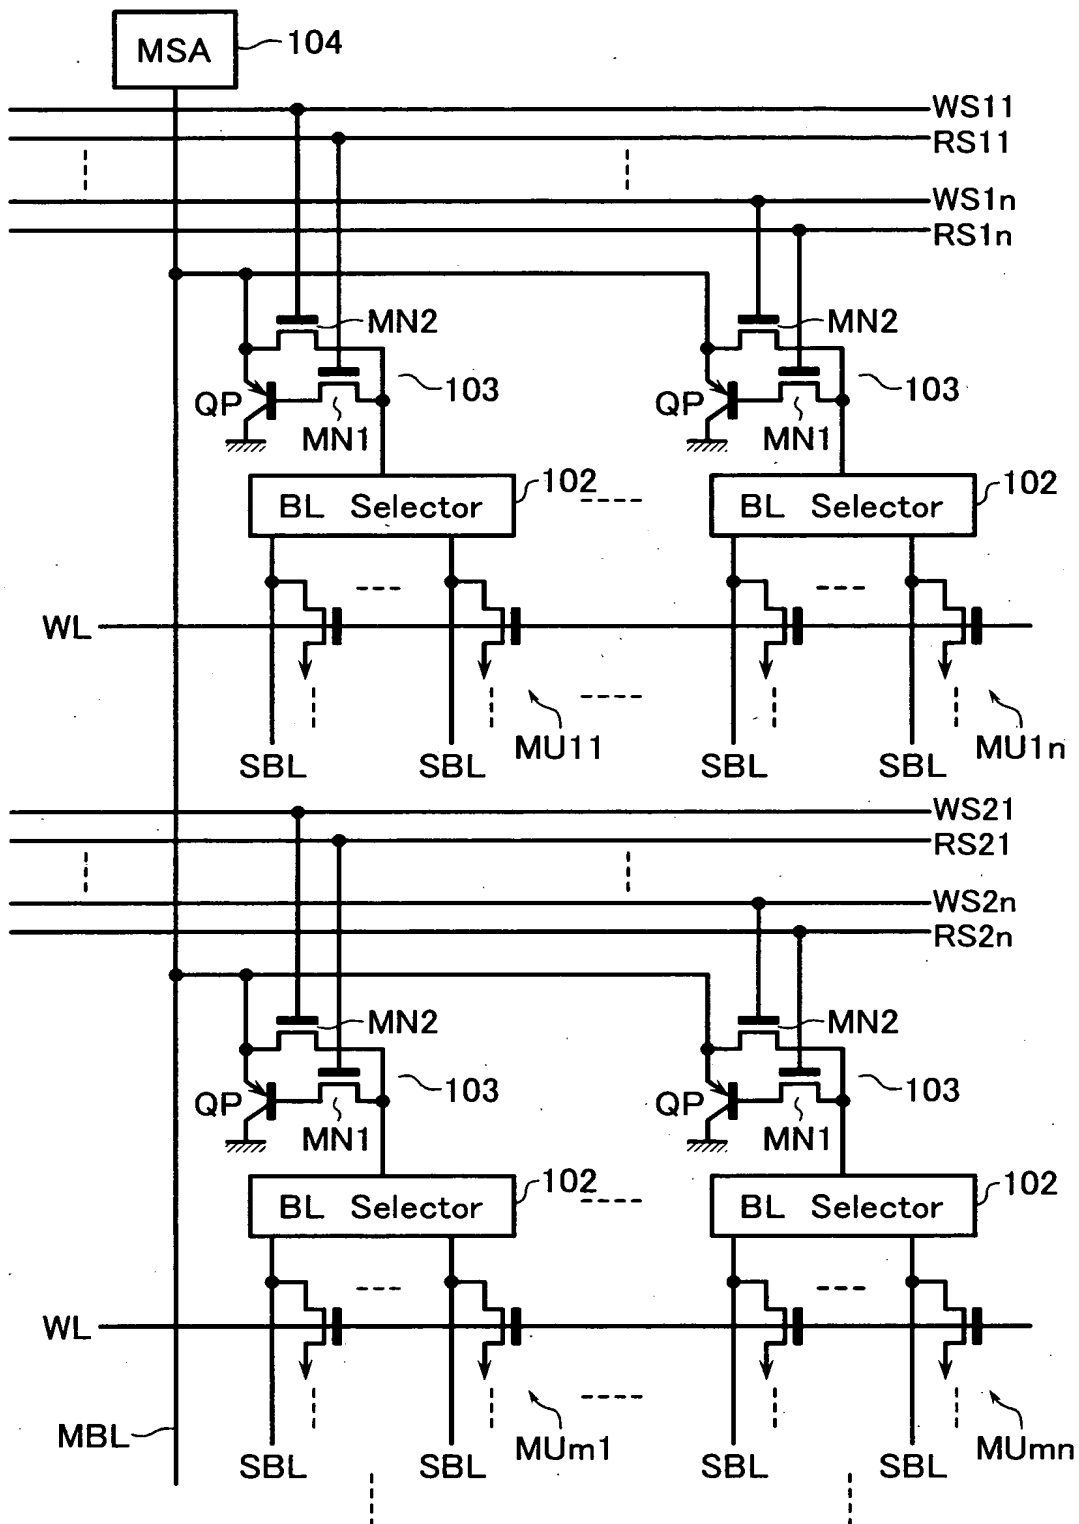 MSA 104
WS11
RS11
WS1n
RS1n
MN2 MN2
103 103
QP QP
MN1 MN1
BL Selector 102 BL Selector 102
WL
MU11 MU1n
SBL SBL SBL SBL
WS21
RS21
WS2n
RS2n
MN2 MN2
103 103
QP QP
MN1 MN1
BL Selector 102 BL Selector 102
WL
MBL MUm1 MUmn
SBL SBL SBL SBL